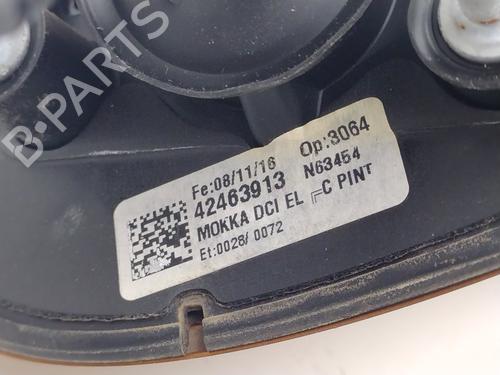 B-PARTS
Fe:08/11/16 Op:3064
42463913 N63454
MOKKA DCI EL ╔C PINT
Et:0028/ 0072